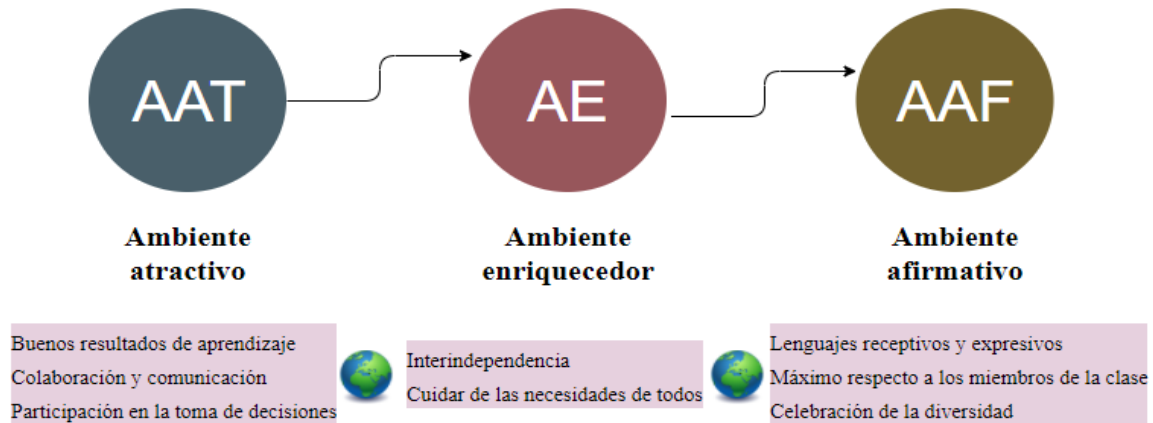 AAT
AE
AAF
Ambiente
atractivo
Ambiente
enriquecedor
Ambiente
afirmativo
Buenos resultados de aprendizaje
Colaboración y comunicación
Participación en la toma de decisiones
Interindependencia
Cuidar de las necesidades de todos
Lenguajes receptivos y expresivos
Máximo respecto a los miembros de la clase
Celebración de la diversidad